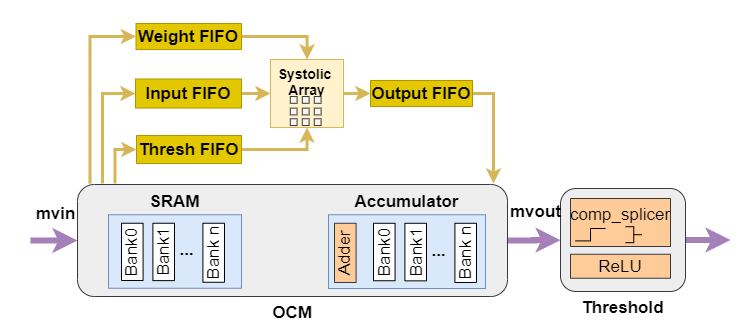 Weight FIFO
Input FIFO
Thresh FIFO
Systolic
Array
Output FIFO
mvin
SRAM
Bank0
Bank1
...
Bank n
Accumulator
Adder
Bank0
Bank1
...
Bank n
OCM
mvout
comp_splicer
ReLU
Threshold